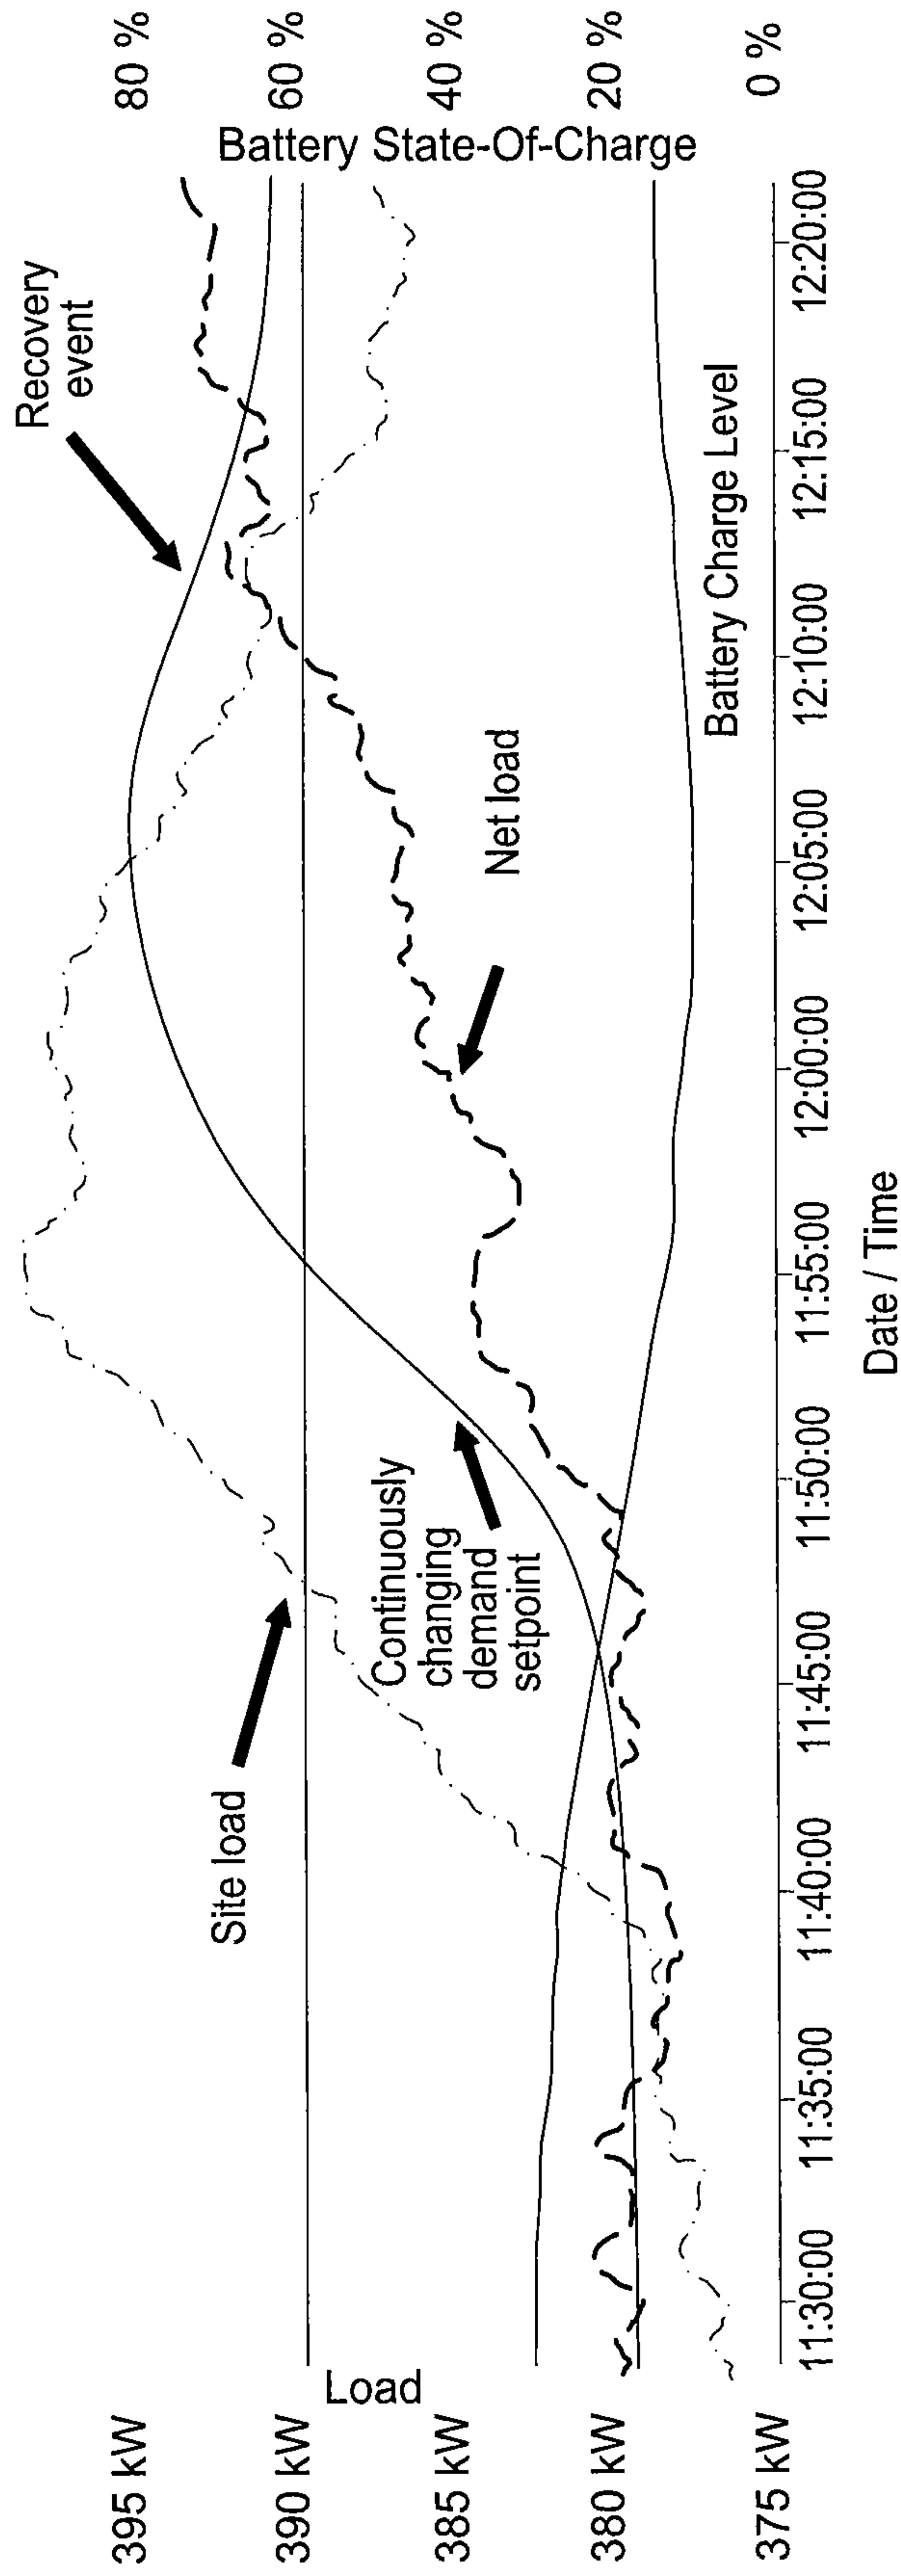 395 kW
390 kW
385 kW
380 kW
375 kW
Load
Site load
Continuously
changing
demand
setpoint
Net load
Recovery
event
Battery Charge Level
Battery State-Of-Charge
80 %
60 %
40 %
20 %
0 %
11:30:00
11:35:00
11:40:00
11:45:00
11:50:00
11:55:00
12:00:00
12:05:00
12:10:00
12:15:00
12:20:00
Date / Time